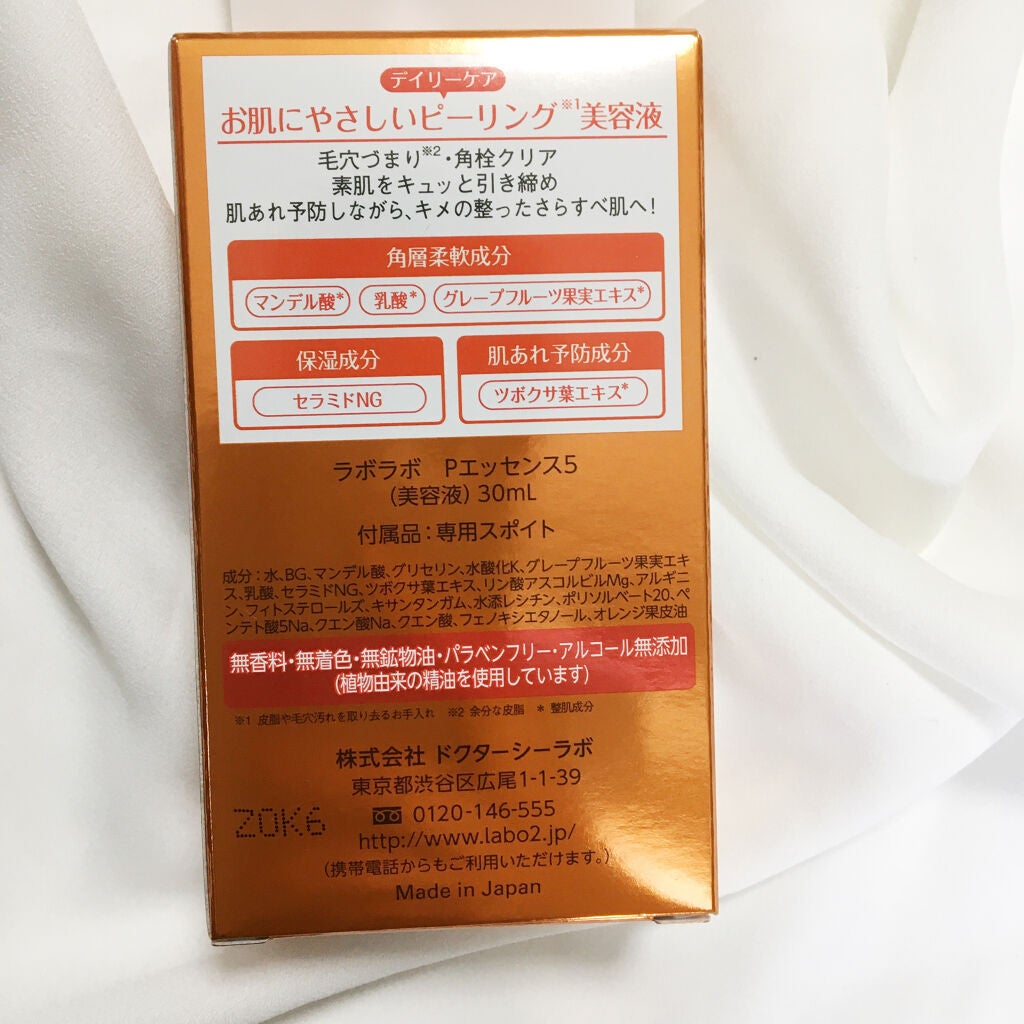 デイリーケア
お肌にやさしいピーリング※1美容液
毛穴づまり※2・角栓クリア
素肌をキュッと引き締め
肌あれ予防しながら、キメの整ったさらすべ肌へ!
角層柔軟成分
マンデル酸* 乳酸* グレープフルーツ果実エキス*
保湿成分 肌あれ予防成分
セラミドNG ツボクサ葉エキス*
ラボラボ Pエッセンス5
(美容液) 30mL
付属品:専用スポイト
成分:水、BG、マンデル酸、グリセリン、水酸化K、グレープフルーツ果実エキ
ス、乳酸、セラミドNG、ツボクサ葉エキス、リン酸アスコルビルMg、アルギニ
ン、フィトステロールズ、キサンタンガム、水添レシチン、ポリソルベート20、ペ
ンテト酸5Na、クエン酸Na、クエン酸、フェノキシエタノール、オレンジ果皮油
無香料・無着色・無鉱物油・パラベンフリー・アルコール無添加
(植物由来の精油を使用しています)
※1 皮脂や毛穴汚れを取り去るお手入れ ※2 余分な皮脂 * 整肌成分
株式会社 ドクターシーラボ
東京都渋谷区広尾1-1-39
0120-146-555
ZOK6
http://www.labo2.jp/
(携帯電話からもご利用いただけます。)
Made in Japan